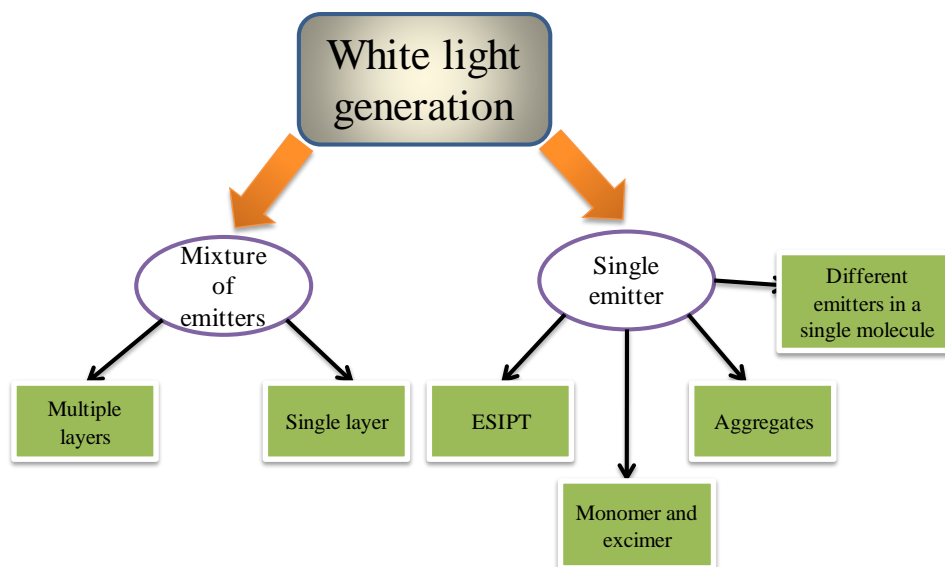 White light
generation
Mixture
of
emitters
Single
emitter
Different
emitters in a
single molecule
Multiple
layers
Single layer
ESIPT
Aggregates
Monomer and
excimer